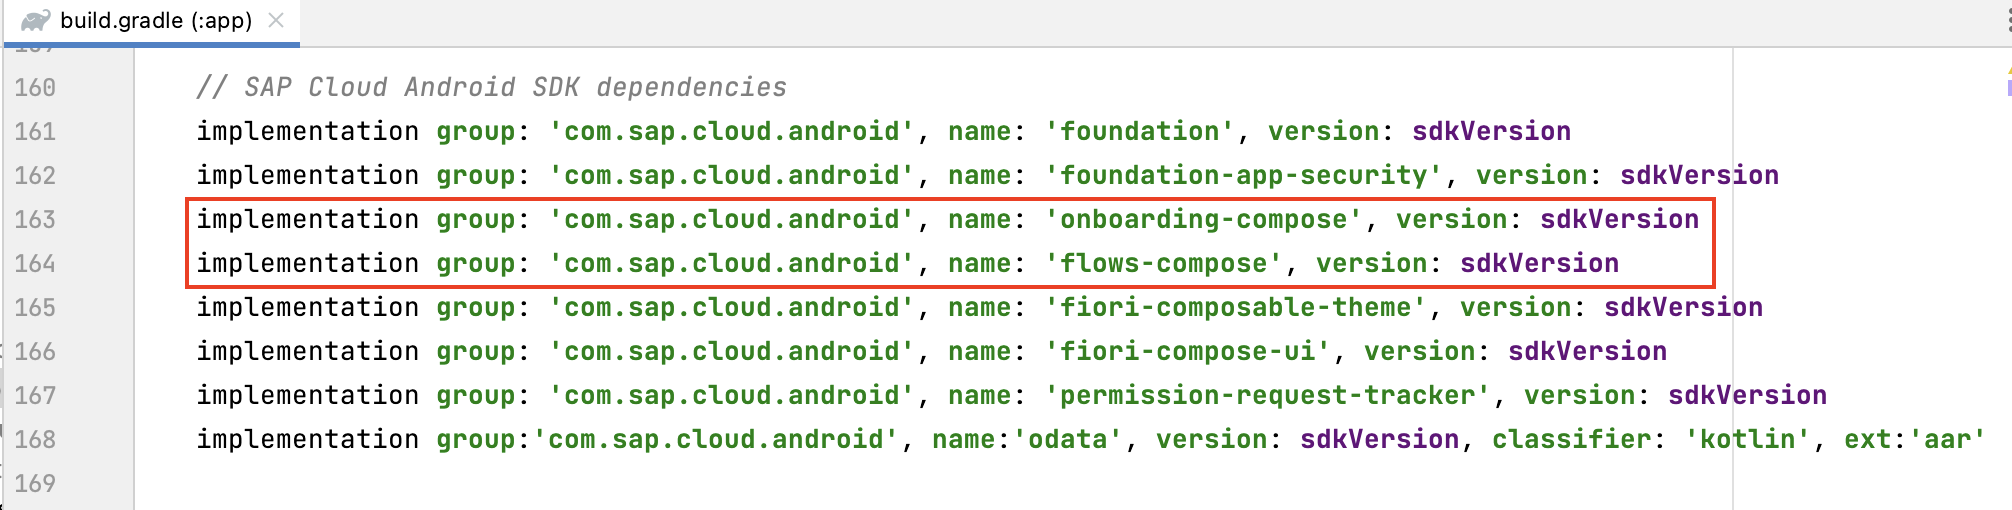 build.gradle (:app)
160 // SAP Cloud Android SDK dependencies
161 implementation group: 'com.sap.cloud.android', name: 'foundation', version: sdkVersion
162 implementation group: 'com.sap.cloud.android', name: 'foundation-app-security', version: sdkVersion
163 implementation group: 'com.sap.cloud.android', name: 'onboarding-compose', version: sdkVersion
164 implementation group: 'com.sap.cloud.android', name: 'flows-compose', version: sdkVersion
165 implementation group: 'com.sap.cloud.android', name: 'fiori-composable-theme', version: sdkVersion
166 implementation group: 'com.sap.cloud.android', name: 'fiori-compose-ui', version: sdkVersion
167 implementation group: 'com.sap.cloud.android', name: 'permission-request-tracker', version: sdkVersion
168 implementation group:'com.sap.cloud.android', name:'odata', version: sdkVersion, classifier: 'kotlin', ext:'aar'
169